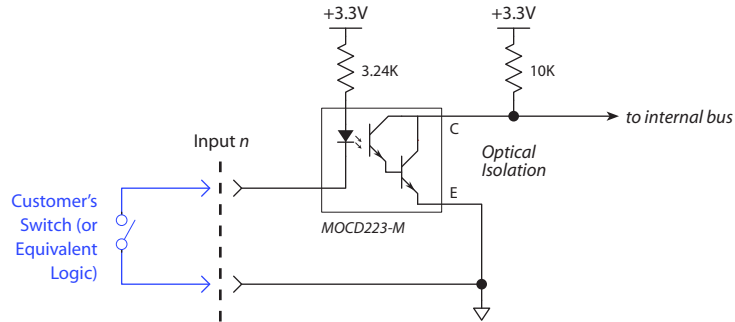 +3.3V
+3.3V
3.24K
10K
C
to internal bus
Input n
Optical
Isolation
Customer's
Switch (or
Equivalent
Logic)
E
MOCD223-M